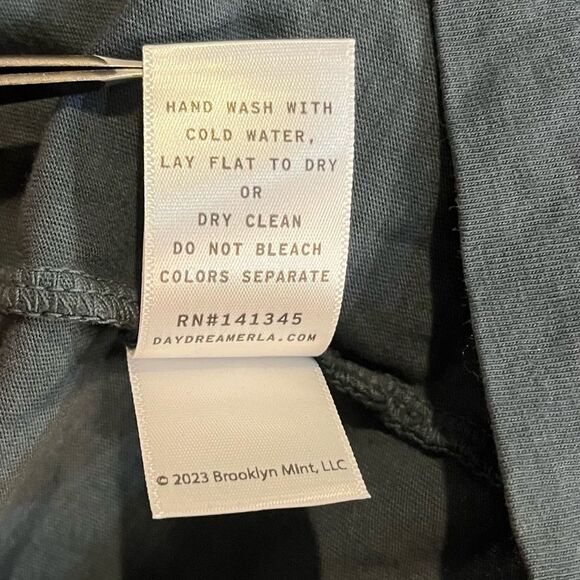 HAND WASH WITH
COLD WATER,
LAY FLAT TO DRY
OR
DRY CLEAN
DO NOT BLEACH
COLORS SEPARATE
RN#141345
DAYDREAMERLA.COM
© 2023 Brooklyn Mint, LLC